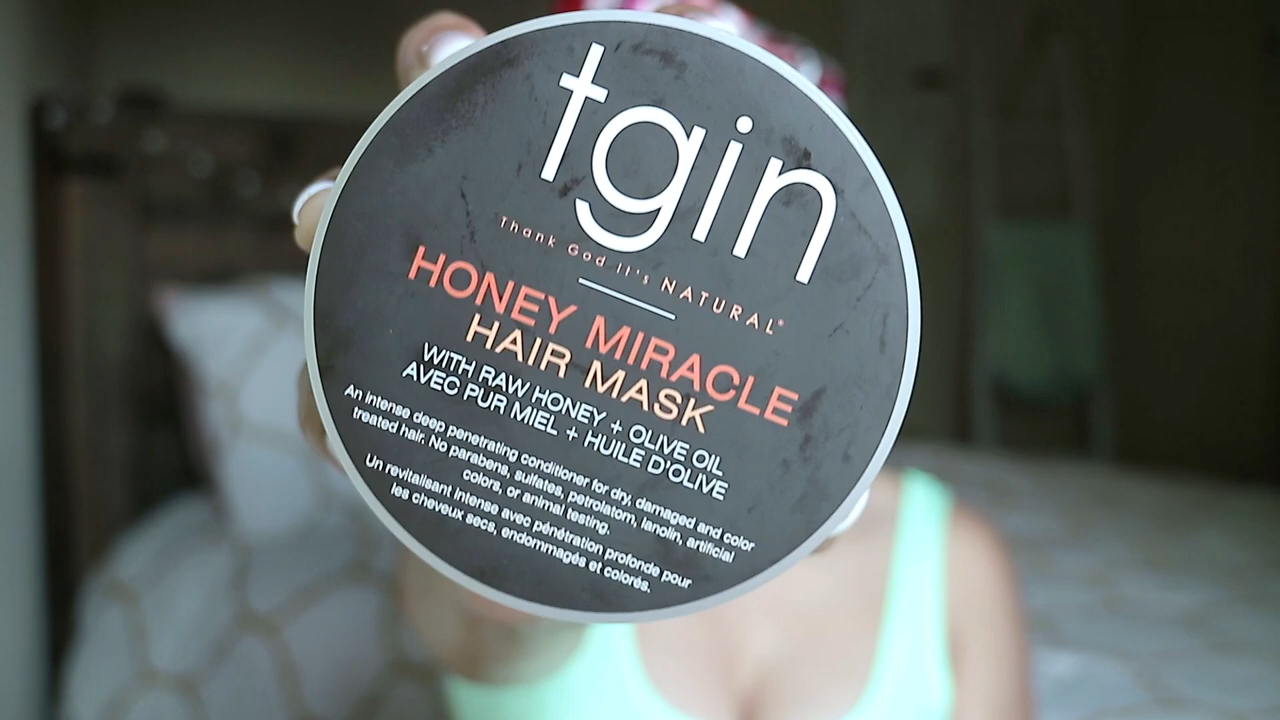 tgin
Thank God It's NATURAL®
HONEY MIRACLE
HAIR MASK
WITH RAW HONEY + OLIVE OIL
AVEC PUR MIEL + HUILE D'OLIVE
An intense deep penetrating conditioner for dry, damaged and color
treated hair. No parabens, sulfates, petrolatom, lanolin, artificial
colors, or animal testing.
Un revitalisant intense avec pénétration profonde pour
les cheveux secs, endommagés et colorés.